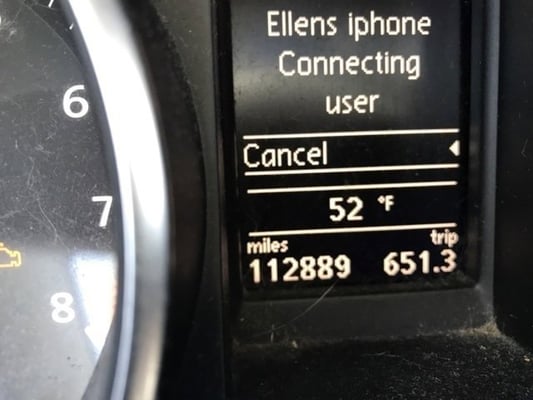 Ellens iphone
Connecting
user
Cancel
52 °F
miles trip
112889 651.3
6
7
8